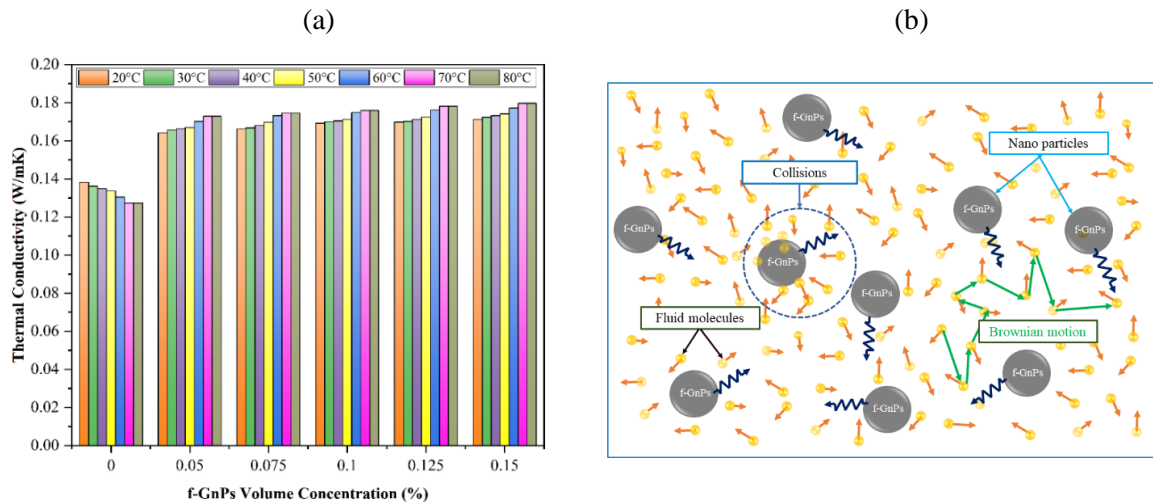 (a)
(b)
0.20
20°C 30°C 40°C 50°C 60°C 70°C 80°C
0.18
0.16
0.14
0.12
0.10
0.08
0.06
0.04
0.02
0.00
Thermal Conductivity (W/mK)
0 0.05 0.075 0.1 0.125 0.15
f-GnPs Volume Concentration (%)
f-GnPs
Nano particles
Collisions
f-GnPs
f-GnPs
f-GnPs
f-GnPs
f-GnPs
Fluid molecules
Brownian motion
f-GnPs
f-GnPs
f-GnPs